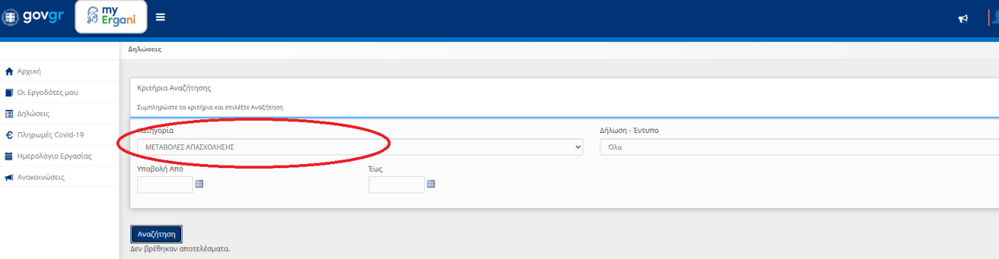 govgr
my
Ergani
Δηλώσεις
Αρχική
Οι Εργοδότες μου
Δηλώσεις
Πληρωμές Covid-19
Ημερολόγιο Εργασίας
Ανακοινώσεις
Κριτήρια Αναζήτησης
Συμπληρώστε τα κριτήρια και επιλέξτε Αναζήτηση.
Κατηγορία
Δήλωση - Έντυπο
ΜΕΤΑΒΟΛΕΣ ΑΠΑΣΧΟΛΗΣΗΣ
Όλα
Υποβολή Από
Έως
Αναζήτηση
Δεν βρέθηκαν αποτελέσματα.